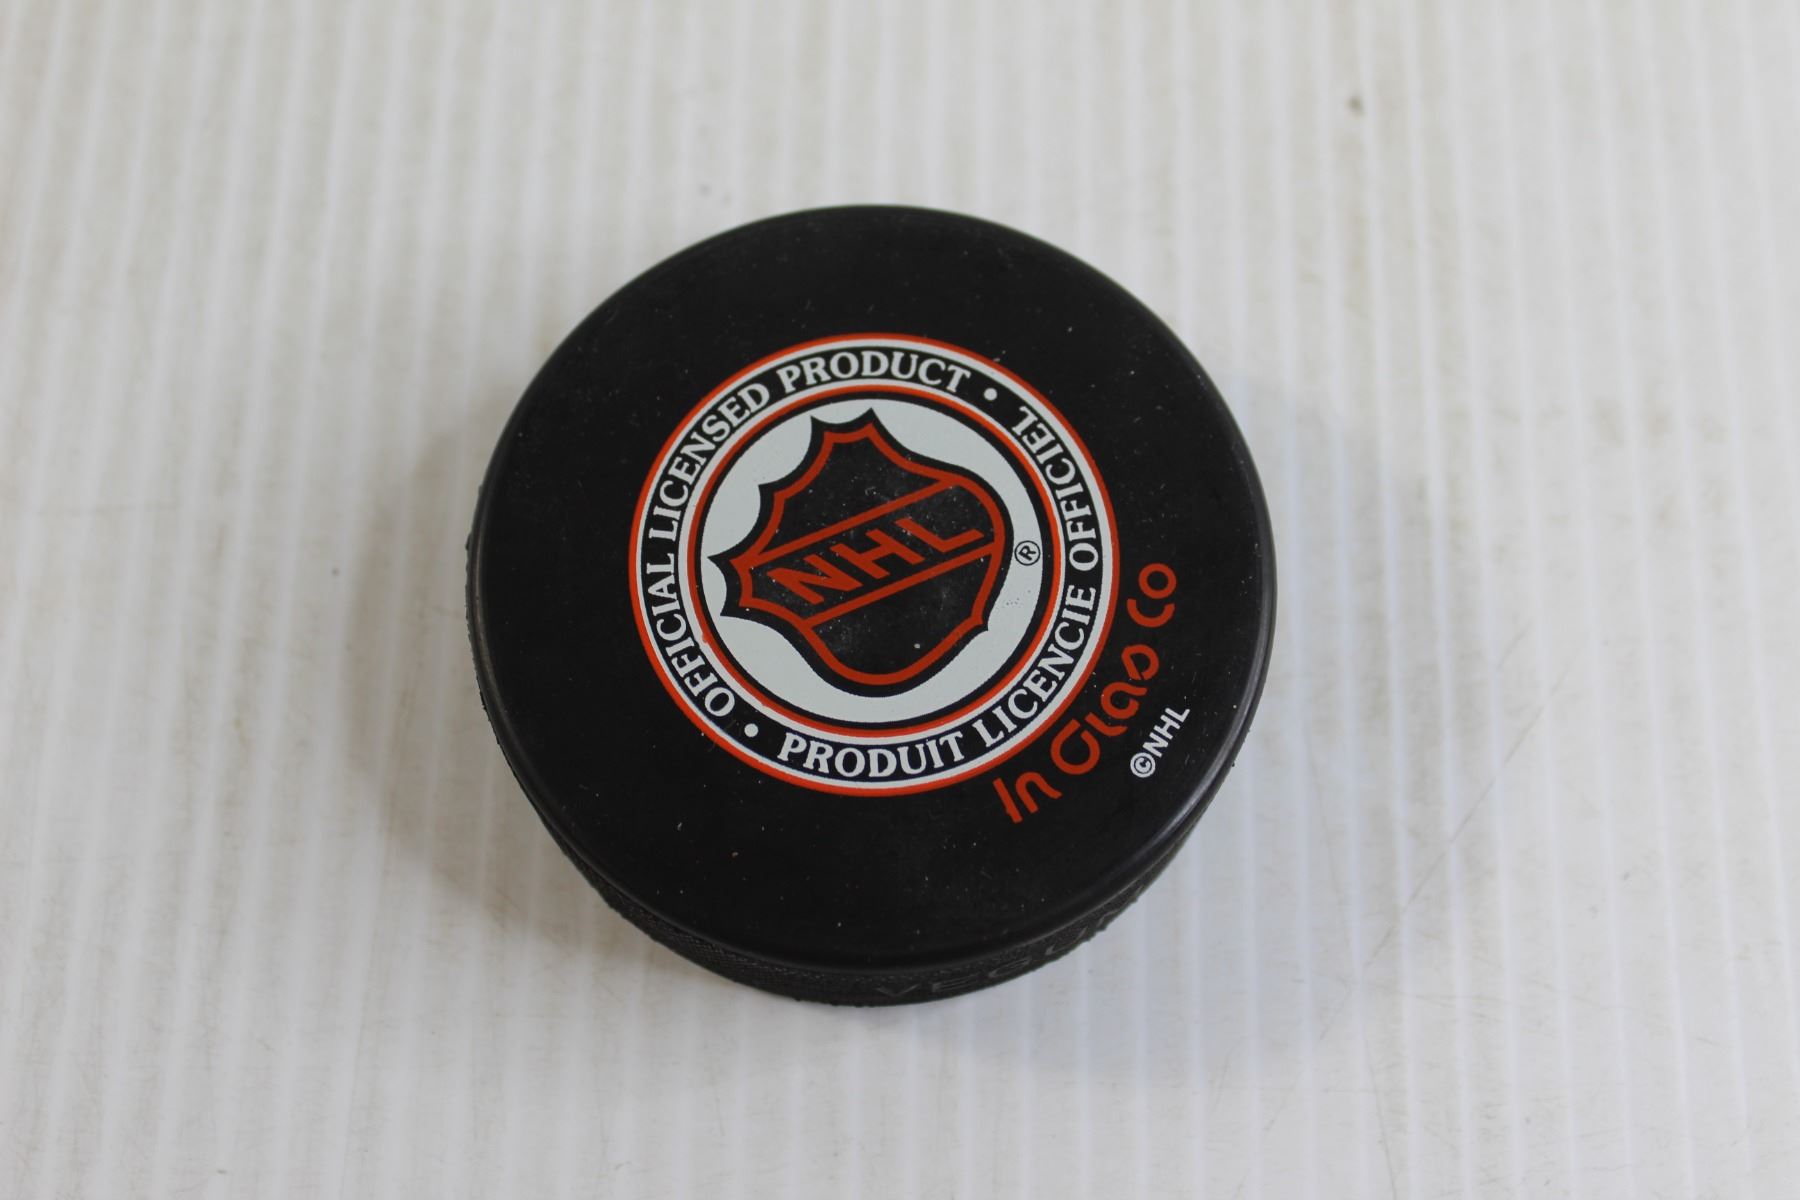 OFFICIAL LICENSED PRODUCT •
PRODUIT LICENCIE OFFICIEL •
NHL
®
In Glas Co
©NHL